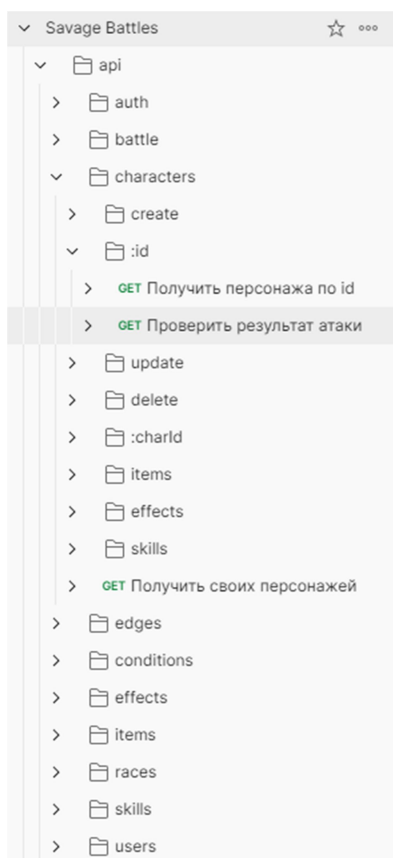 Savage Battles
api
auth
battle
characters
create
:id
GET Получить персонажа по id
GET Проверить результат атаки
update
delete
:charId
items
effects
skills
GET Получить своих персонажей
edges
conditions
effects
items
races
skills
users